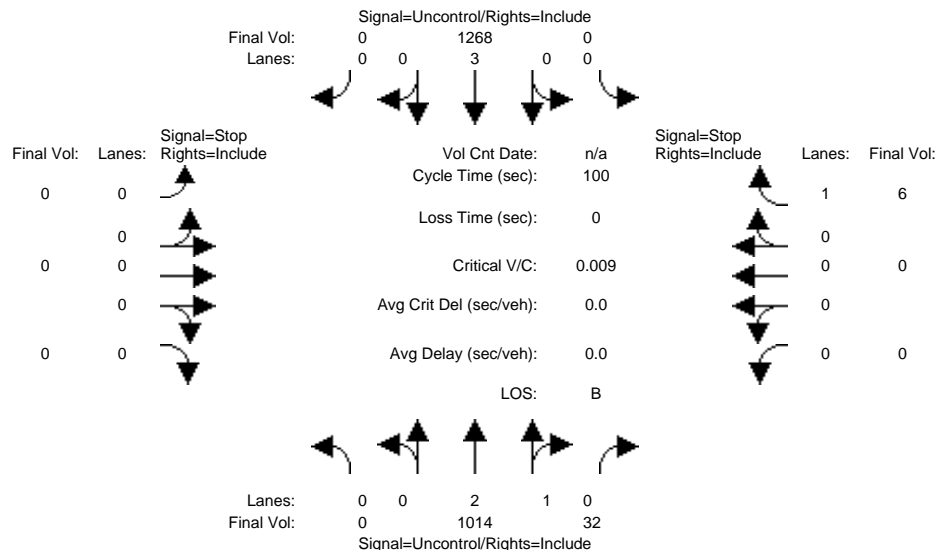 Signal=Uncontrol/Rights=Include
Final Vol: 0 1268 0
Lanes: 0 0 3 0 0
Signal=Stop Signal=Stop
Final Vol: Lanes: Rights=Include Vol Cnt Date: n/a Rights=Include Lanes: Final Vol:
Cycle Time (sec): 100
0 0 1 6
Loss Time (sec): 0
0 0
0 0 Critical V/C: 0.009 0 0
0 Avg Crit Del (sec/veh): 0.0 0
0 0 Avg Delay (sec/veh): 0.0 0 0
LOS: B
Lanes: 0 0 2 1 0
Final Vol: 0 1014 32
Signal=Uncontrol/Rights=Include